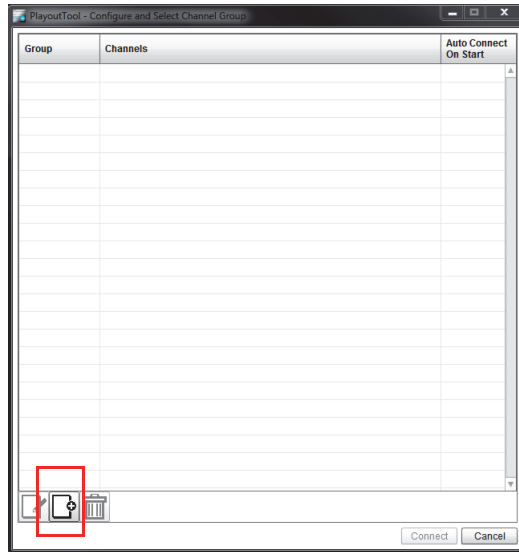 PlayoutTool - Configure and Select Channel Group
Group Channels Auto Connect
On Start
Connect Cancel